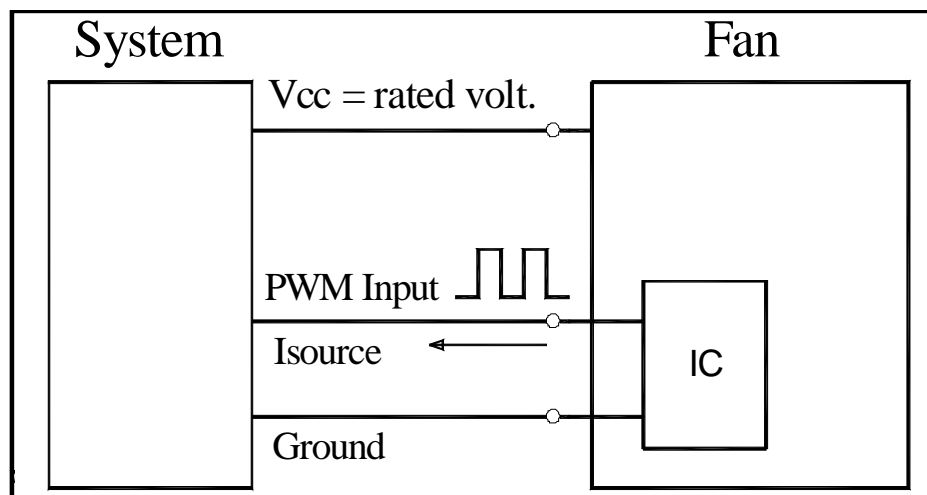 System
Fan
Vcc = rated volt.
PWM Input
Isource
IC
Ground